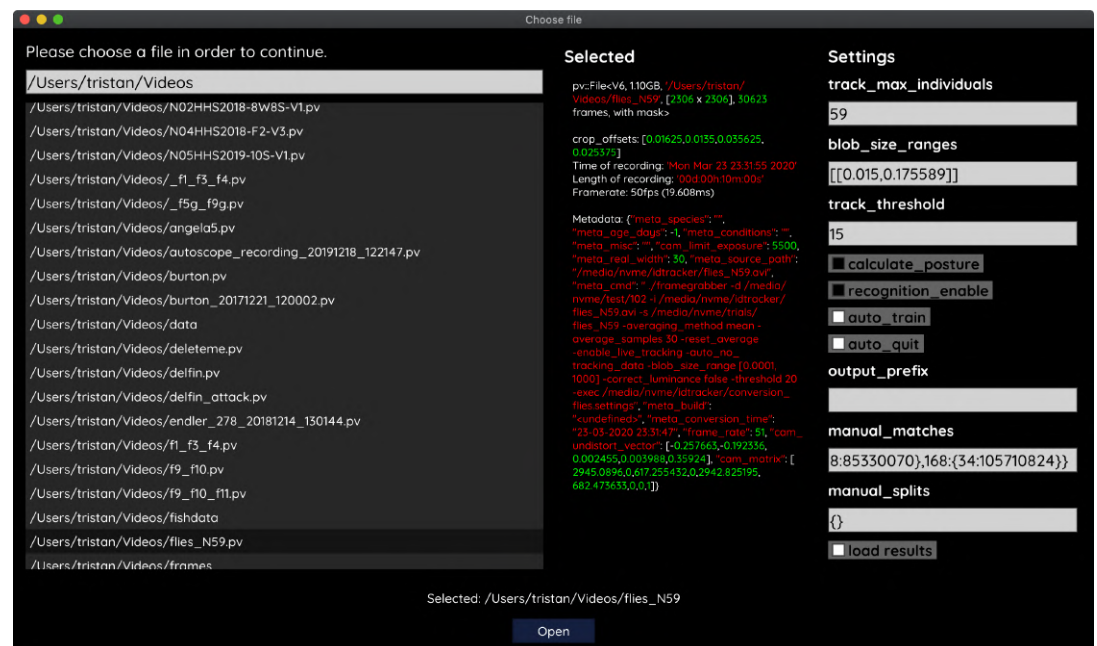 Choose file
Please choose a file in order to continue.
/Users/tristan/Videos
/Users/tristan/Videos/N02HHS2018-8W8S-V1.pv
/Users/tristan/Videos/N04HHS2018-F2-V3.pv
/Users/tristan/Videos/N05HHS2019-10S-V1.pv
/Users/tristan/Videos/_f1_f3_f4.pv
/Users/tristan/Videos/_f5g_f9g.pv
/Users/tristan/Videos/angela5.pv
/Users/tristan/Videos/autoscope_recording_20191218_122147.pv
/Users/tristan/Videos/burton.pv
/Users/tristan/Videos/burton_20171221_120002.pv
/Users/tristan/Videos/data
/Users/tristan/Videos/deleteme.pv
/Users/tristan/Videos/delfin.pv
/Users/tristan/Videos/delfin_attack.pv
/Users/tristan/Videos/endler_278_20181214_130144.pv
/Users/tristan/Videos/f1_f3_f4.pv
/Users/tristan/Videos/f9_f10.pv
/Users/tristan/Videos/f9_f10_f11.pv
/Users/tristan/Videos/fishdata
/Users/tristan/Videos/flies_N59.pv
/Users/tristan/Videos/frames
Selected
pv::File<V6, 1.10GB, '/Users/tristan/
Videos/flies_N59', [2306 x 2306], 30623
frames, with mask>
crop_offsets: [0.01625,0.0135,0.035625,
0.025375]
Time of recording: 'Mon Mar 23 23:31:55 2020'
Length of recording: '00d 00h:10m:00s'
Framerate: 50fps (19.608ms)
Metadata: {"meta_species": "",
"meta_age_days": -1, "meta_conditions": "",
"meta_misc": "", "cam_limit_exposure": 5500,
"meta_real_width": 30, "meta_source_path":
"/media/nvme/idtracker/flies_N59.avi",
"meta_cmd": " ./framegrabber -d /media/
nvme/test/102 -i /media/nvme/idtracker/
flies_N59.avi -s /media/nvme/trials/
flies_N59 -averaging_method mean -
average_samples 30 -reset_average
-enable_live_tracking -auto_no_
tracking_data -blob_size_range [0.0001,
1000] -correct_luminance false -threshold 20
-exec /media/nvme/idtracker/conversion_
flies.settings", "meta_build":
"<undefined>", "meta_conversion_time":
"23-03-2020 23:31:47", "frame_rate": 51, "cam_
undistort_vector": [-0.257663,-0.192336,
0.002455,0.003988,0.35924], "cam_matrix": [
2945.0896,0,617.255432,0,2942.825195,
682.473633,0,0,1]}
Settings
track_max_individuals
59
blob_size_ranges
[[0.015,0.175589]]
track_threshold
15
calculate_posture
recognition_enable
auto_train
auto_quit
output_prefix
manual_matches
8:85330070},168:{34:105710824}}
manual_splits
{}
load results
Selected: /Users/tristan/Videos/flies_N59
Open